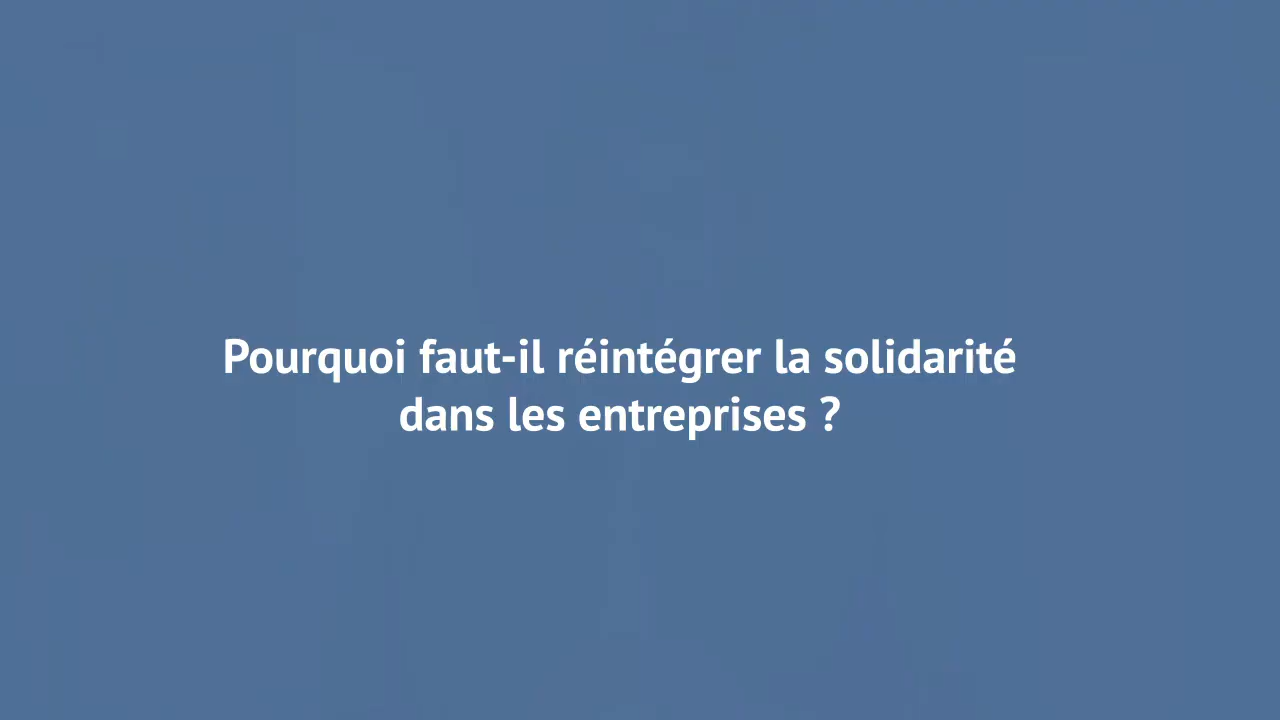 Pourquoi faut-il réintégrer la solidarité
dans les entreprises ?